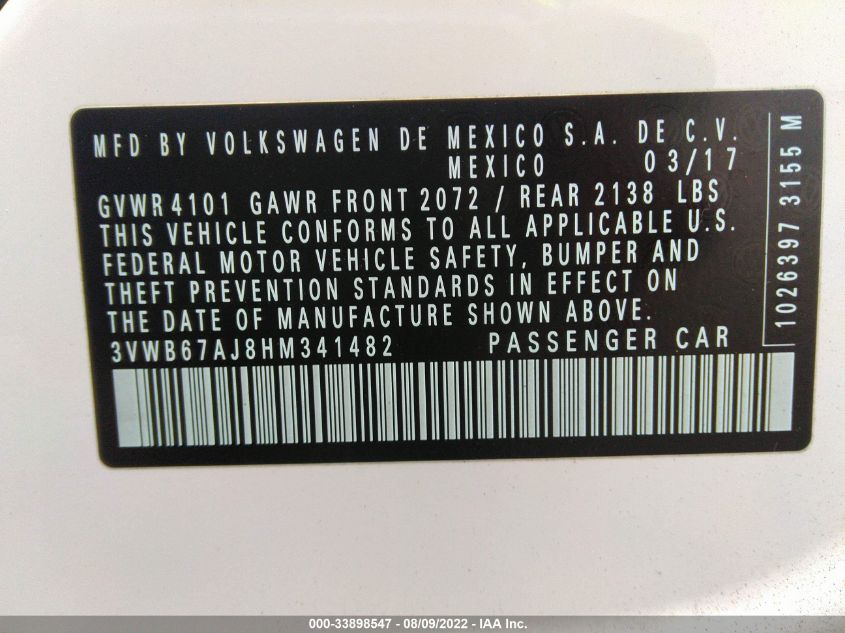 MFD BY VOLKSWAGEN DE MEXICO S.A. DE C.V.
MEXICO 03/17
GVWR 4101 GAWR FRONT 2072 / REAR 2138 LBS
THIS VEHICLE CONFORMS TO ALL APPLICABLE U.S.
FEDERAL MOTOR VEHICLE SAFETY, BUMPER AND
THEFT PREVENTION STANDARDS IN EFFECT ON
THE DATE OF MANUFACTURE SHOWN ABOVE.
3VWB67AJ8HM341482 PASSENGER CAR
1026397 3155 M
000-33898547 - 08/09/2022 - IAA Inc.